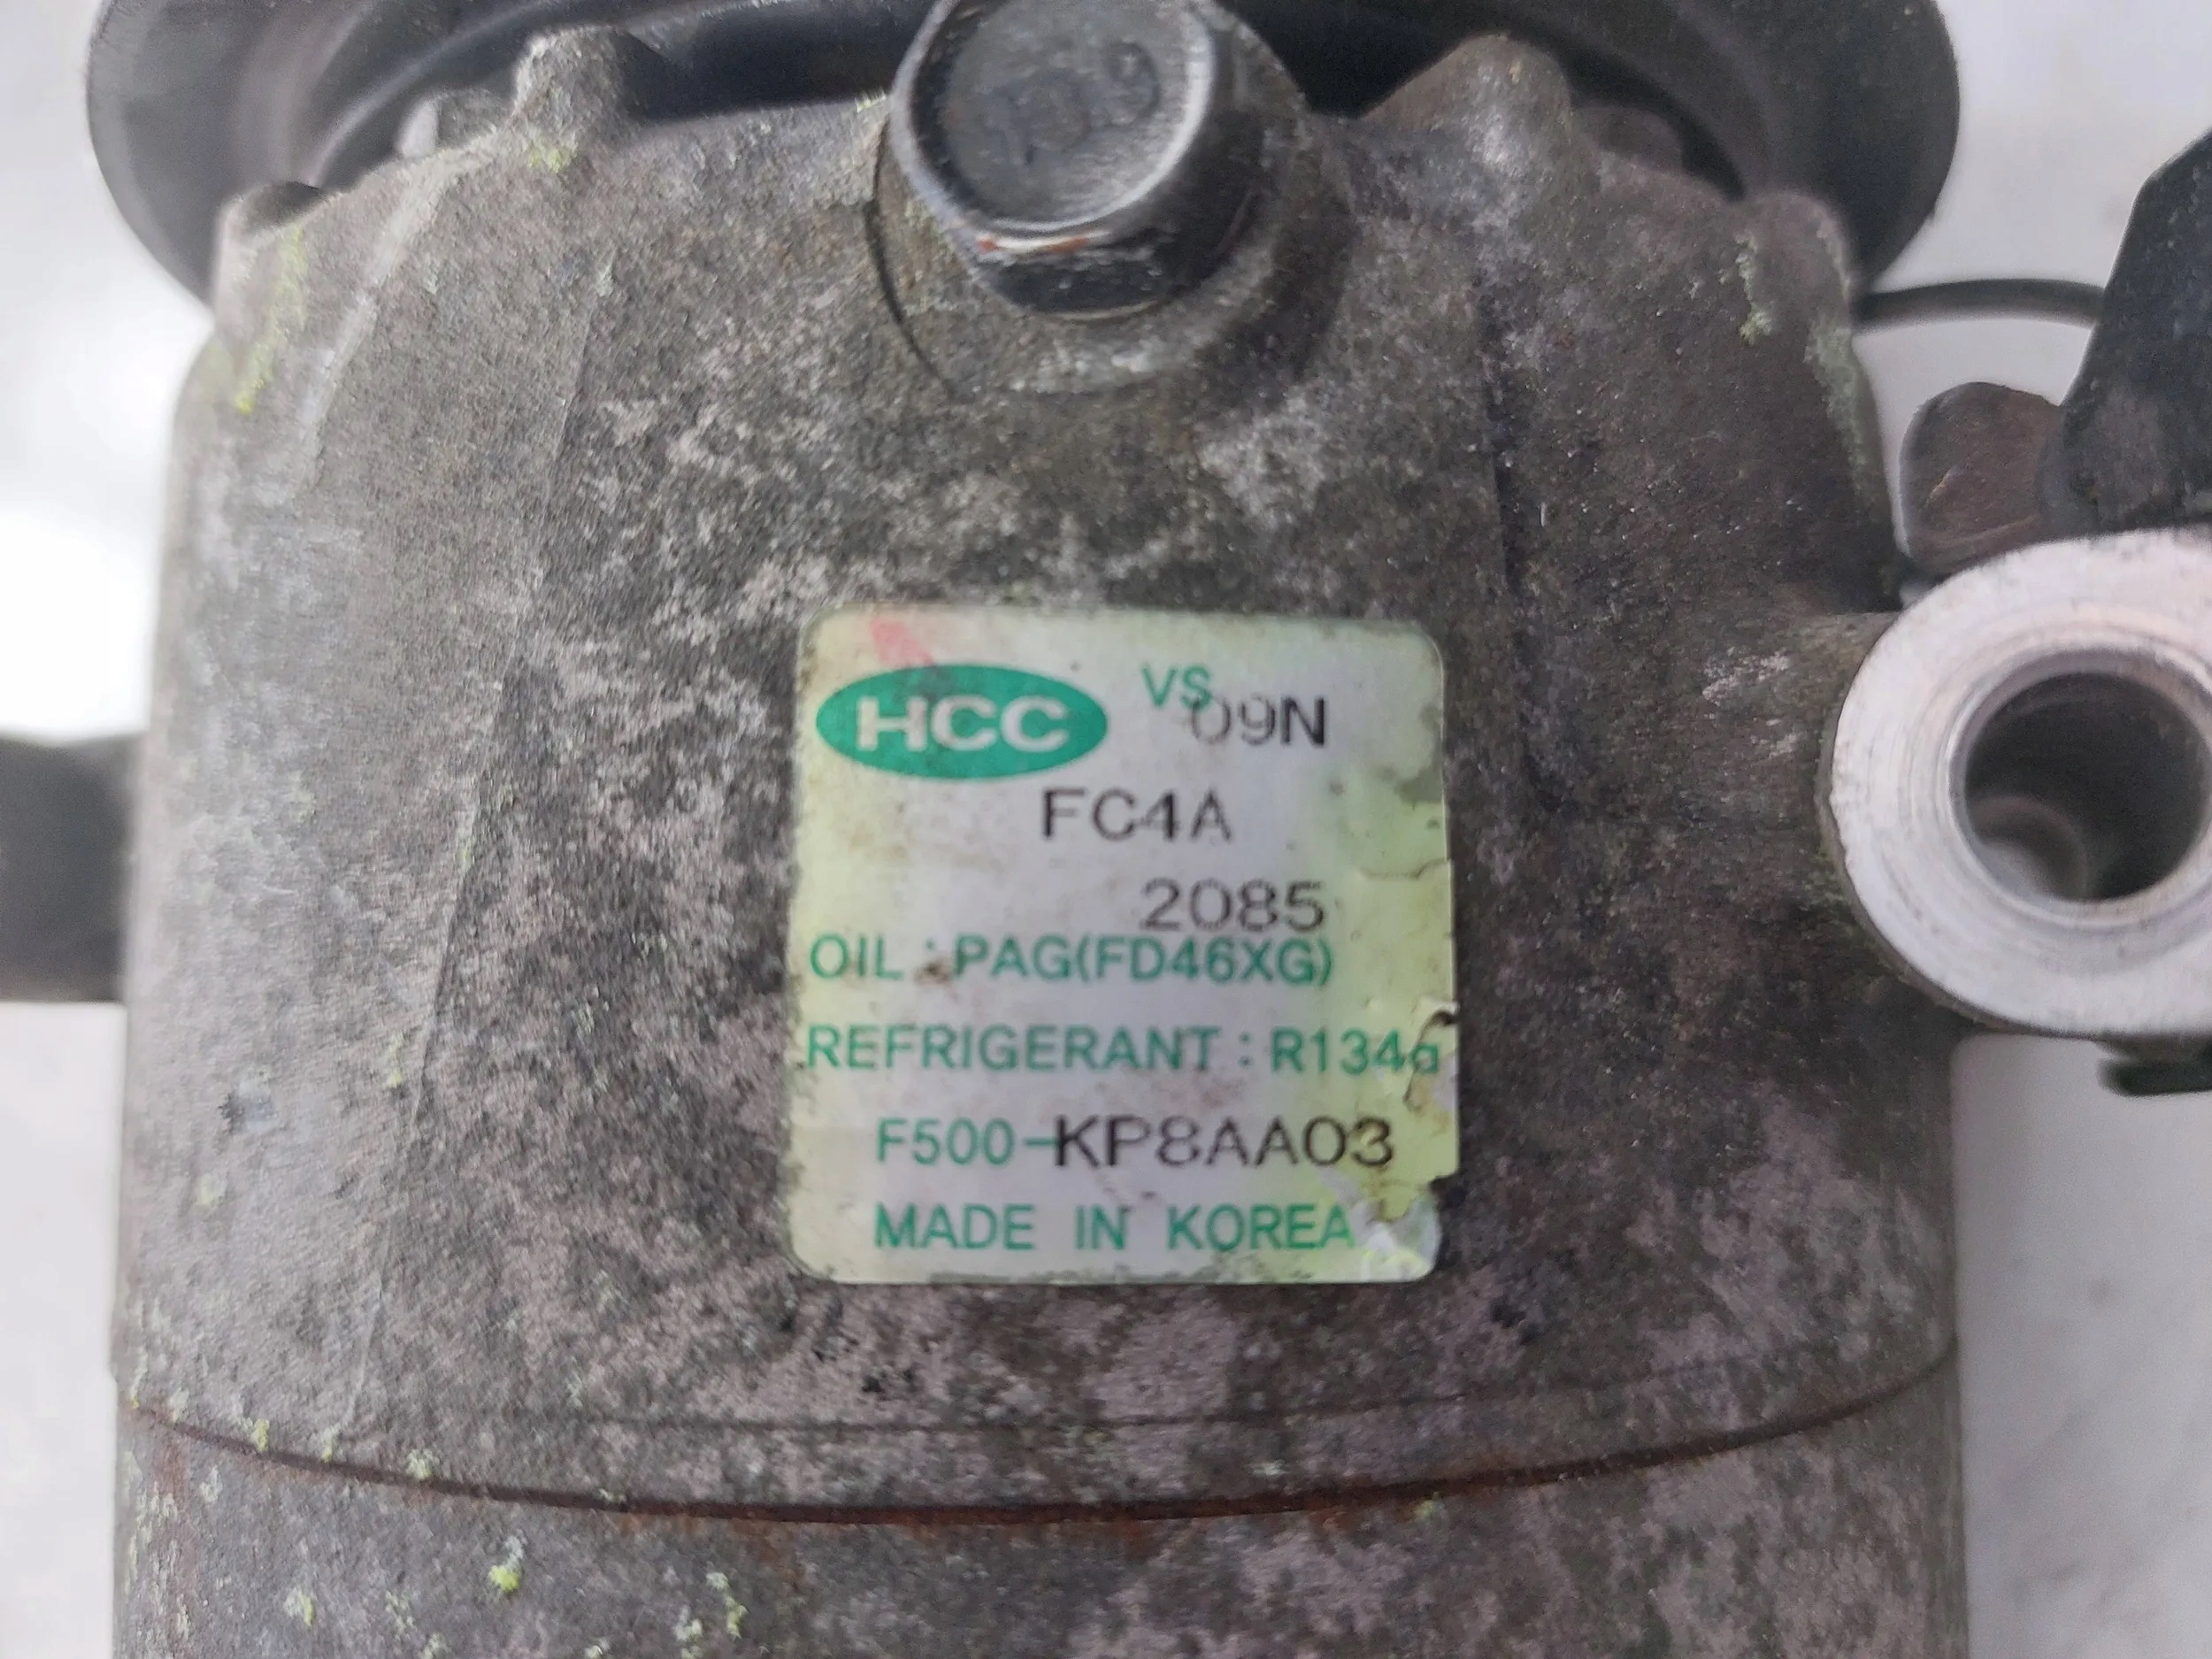 HCC VS 09N
FC4A
2085
OIL : PAG(FD46XG)
REFRIGERANT : R134a
F500-KP8AA03
MADE IN KOREA